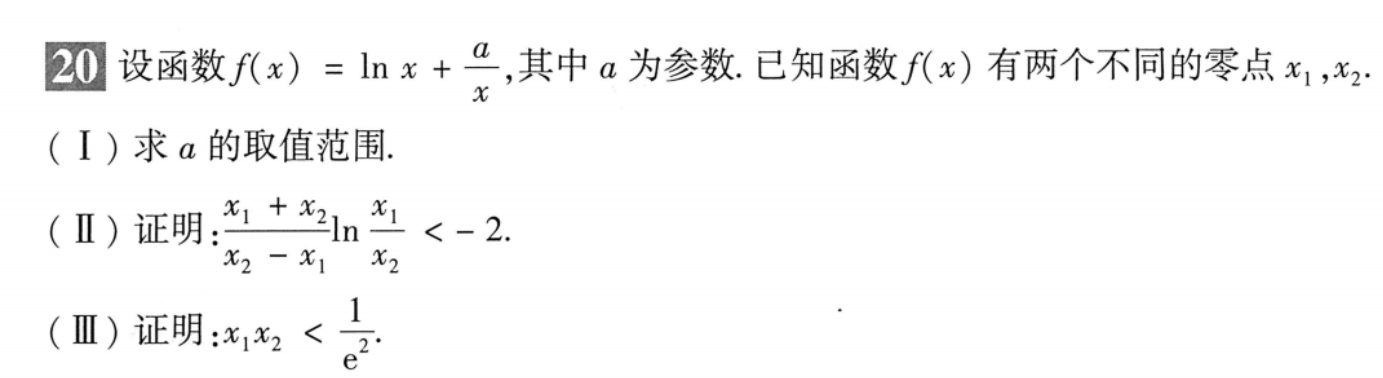 20 设函数 f(x) = ln x + a/x,其中 a 为参数. 已知函数 f(x) 有两个不同的零点 x₁,x₂.
(Ⅰ)求 a 的取值范围.
(Ⅱ)证明:(x₁ + x₂)/(x₂ - x₁) ln x₁/x₂ < - 2.
(Ⅲ)证明:x₁x₂ < 1/e².